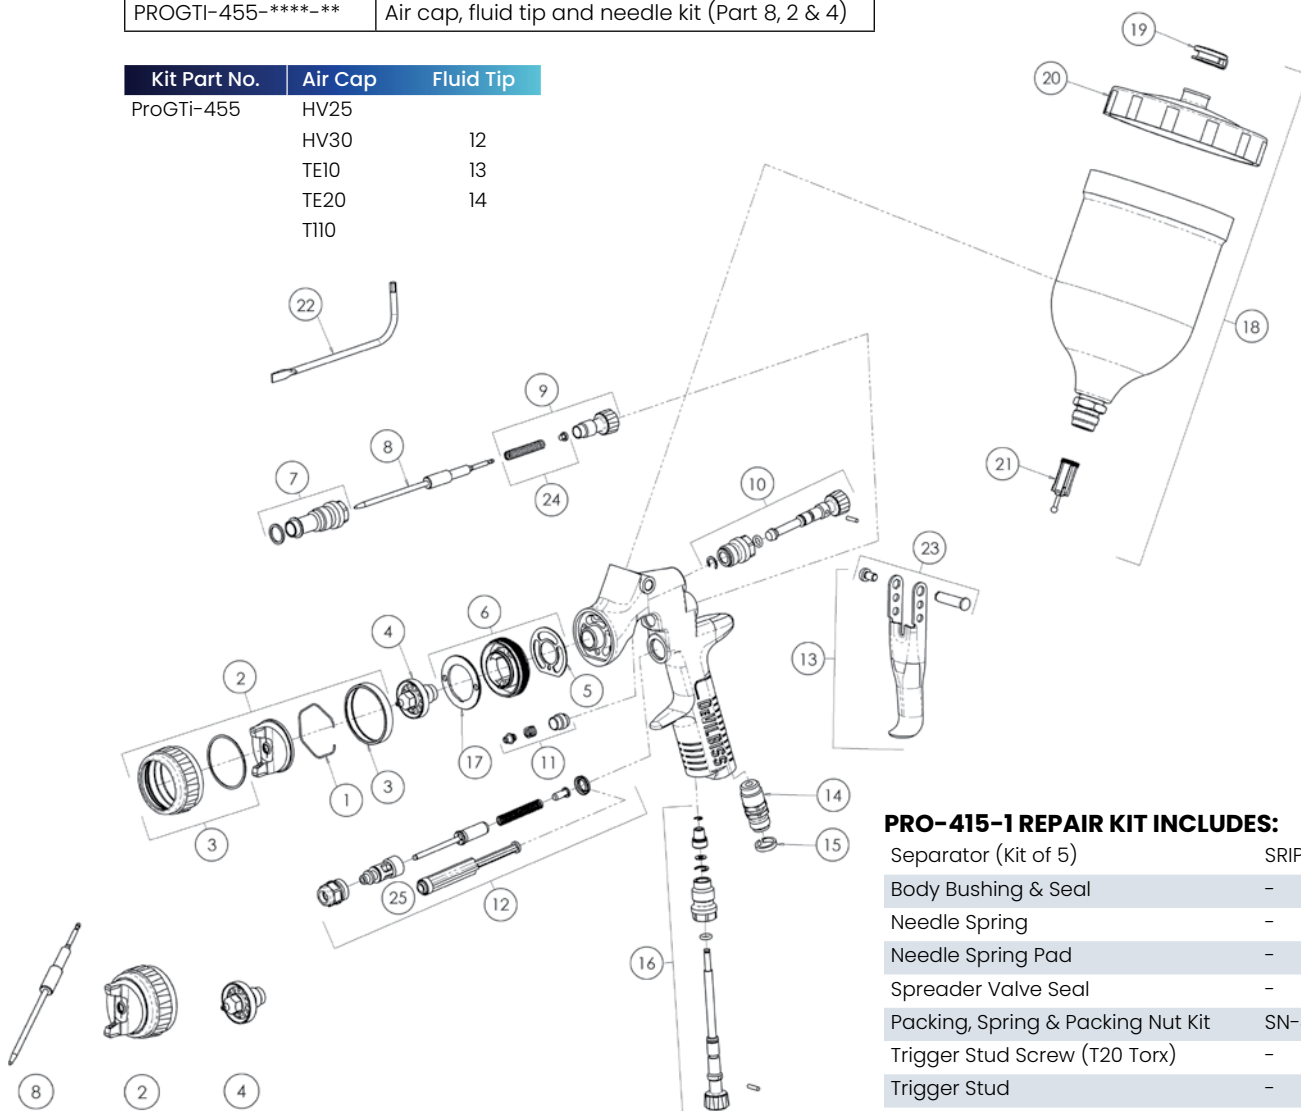 PROGTI-455-****-** Air cap, fluid tip and needle kit (Part 8, 2 & 4)
Kit Part No. Air Cap Fluid Tip
ProGTi-455 HV25
HV30 12
TE10 13
TE20 14
T110
19
20
18
21
22
9
8
24
7
10
23
13
6
4
5
2
17
11
3
1
3
14
15
25
12
16
DEVILBISS
8
2
4
PRO-415-1 REPAIR KIT INCLUDES:
Separator (Kit of 5) SRIP
Body Bushing & Seal -
Needle Spring -
Needle Spring Pad -
Spreader Valve Seal -
Packing, Spring & Packing Nut Kit SN-
Trigger Stud Screw (T20 Torx) -
Trigger Stud -